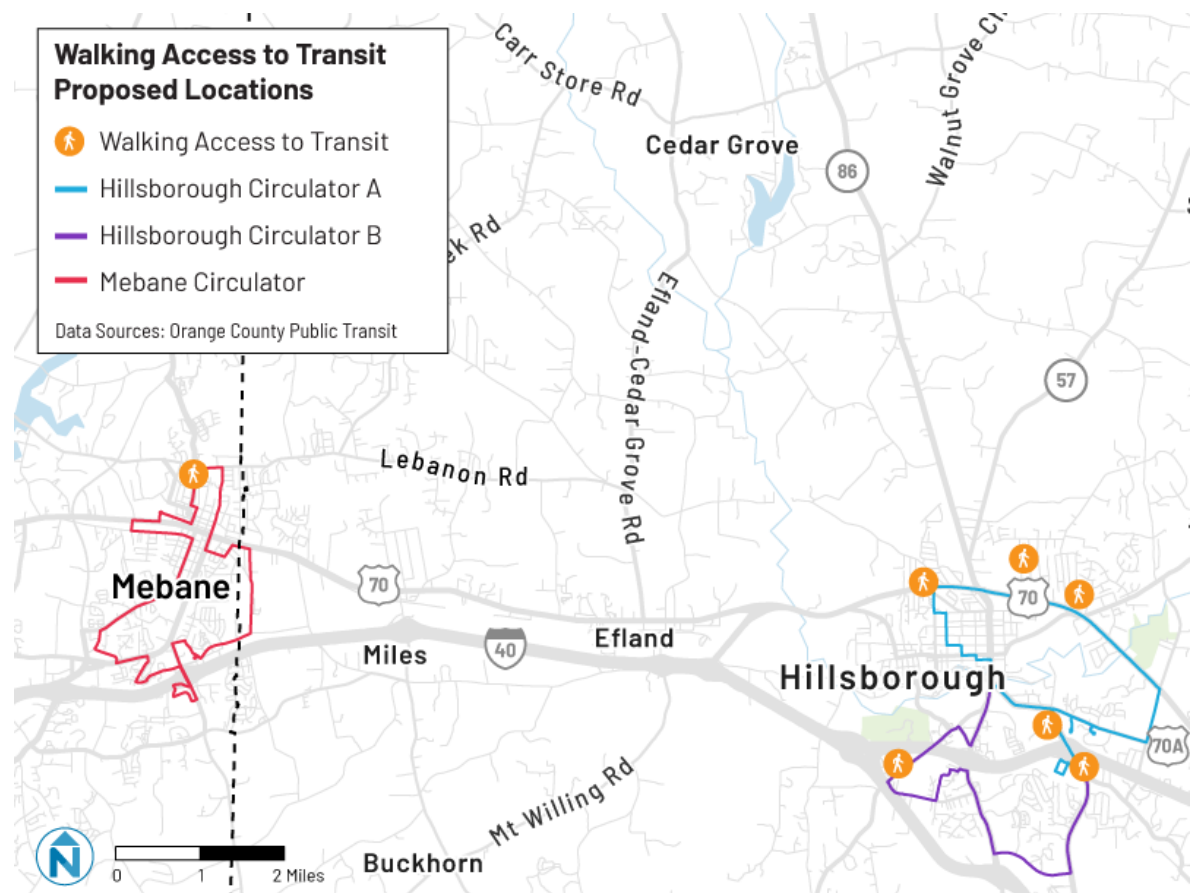 Walking Access to Transit
Proposed Locations
Walking Access to Transit
Hillsborough Circulator A
Hillsborough Circulator B
Mebane Circulator
Data Sources: Orange County Public Transit
Carr Store Rd
Cedar Grove
86
Walnut Grove
ek Rd
Efland-Cedar Grove Rd
57
Lebanon Rd
Mebane
70
Miles
40
Efland
70
Hillsborough
70A
Mt Willing Rd
Buckhorn
N
0 1 2 Miles